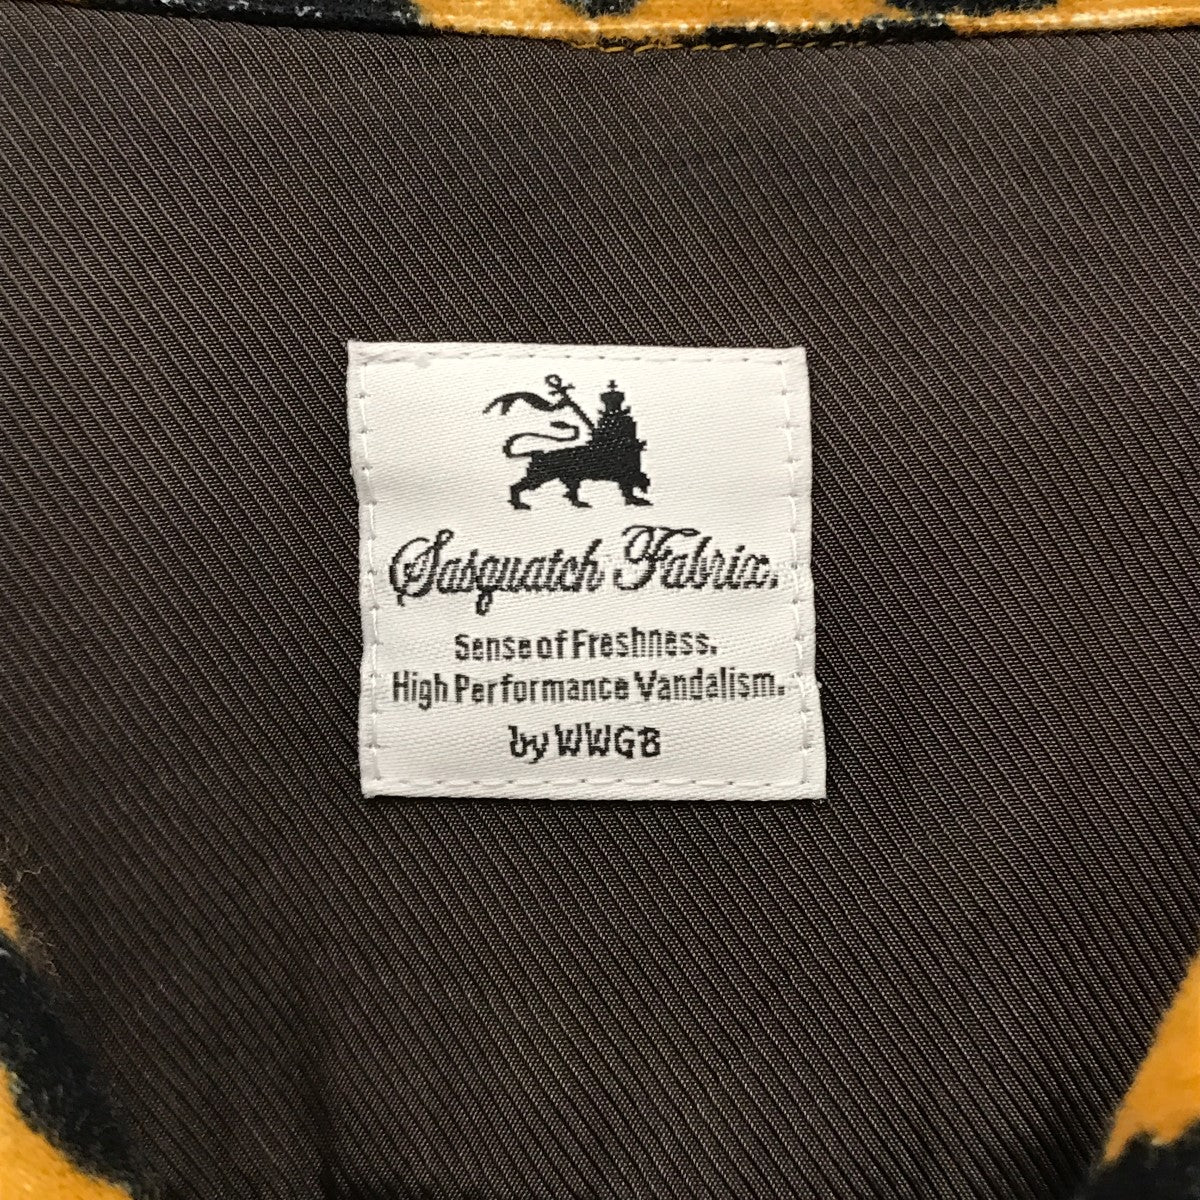 Sasquatch Fabrix.
Sense of Freshness.
High Performance Vandalism.
by WWGB